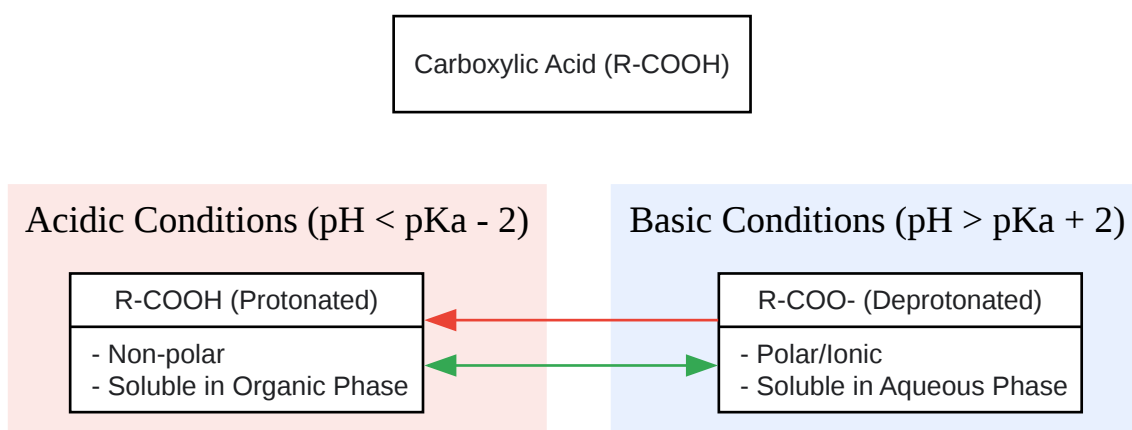 Carboxylic Acid (R-COOH)
Acidic Conditions (pH < pKa - 2)
R-COOH (Protonated)
- Non-polar
- Soluble in Organic Phase
Basic Conditions (pH > pKa + 2)
R-COO- (Deprotonated)
- Polar/Ionic
- Soluble in Aqueous Phase